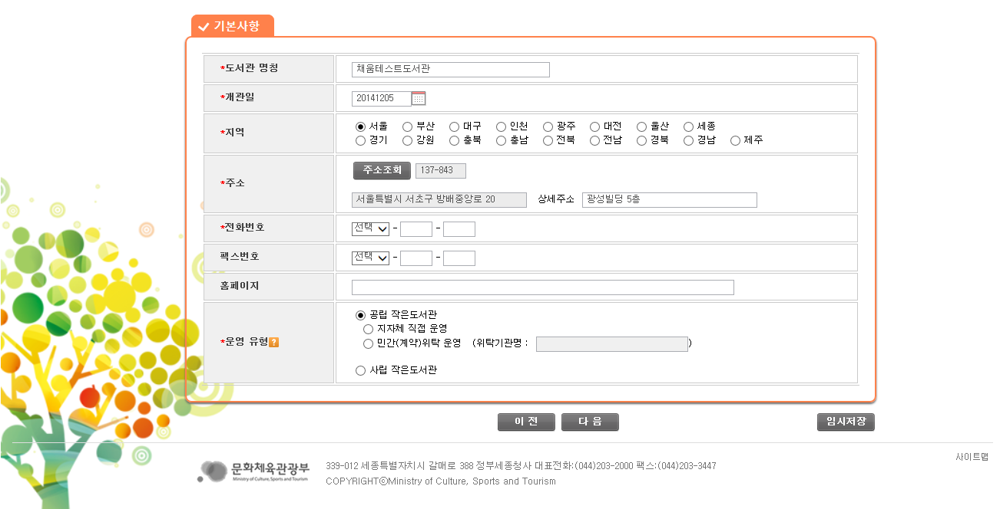 기본사항
*도서관 명칭 채움테스트도서관
*개관일 20141205
*지역 서울 부산 대구 인천 광주 대전 울산 세종
경기 강원 충북 충남 전북 전남 경북 경남 제주
*주소 주소조회 137-843
서울특별시 서초구 방배중앙로 20 상세주소 광성빌딩 5층
*전화번호 선택 - -
팩스번호 선택 - -
홈페이지
공립 작은도서관
지자체 직접 운영
*운영 유형? 민간(계약)위탁 운영 (위탁기관명 : )
사립 작은도서관
이 전 다 음 임시저장
사이트맵
문화체육관광부 339-012 세종특별자치시 갈매로 388 정부세종청사 대표전화:(044)203-2000 팩스:(044)203-3447
Ministry of Culture, Sports and Tourism COPYRIGHTⓒMinistry of Culture, Sports and Tourism